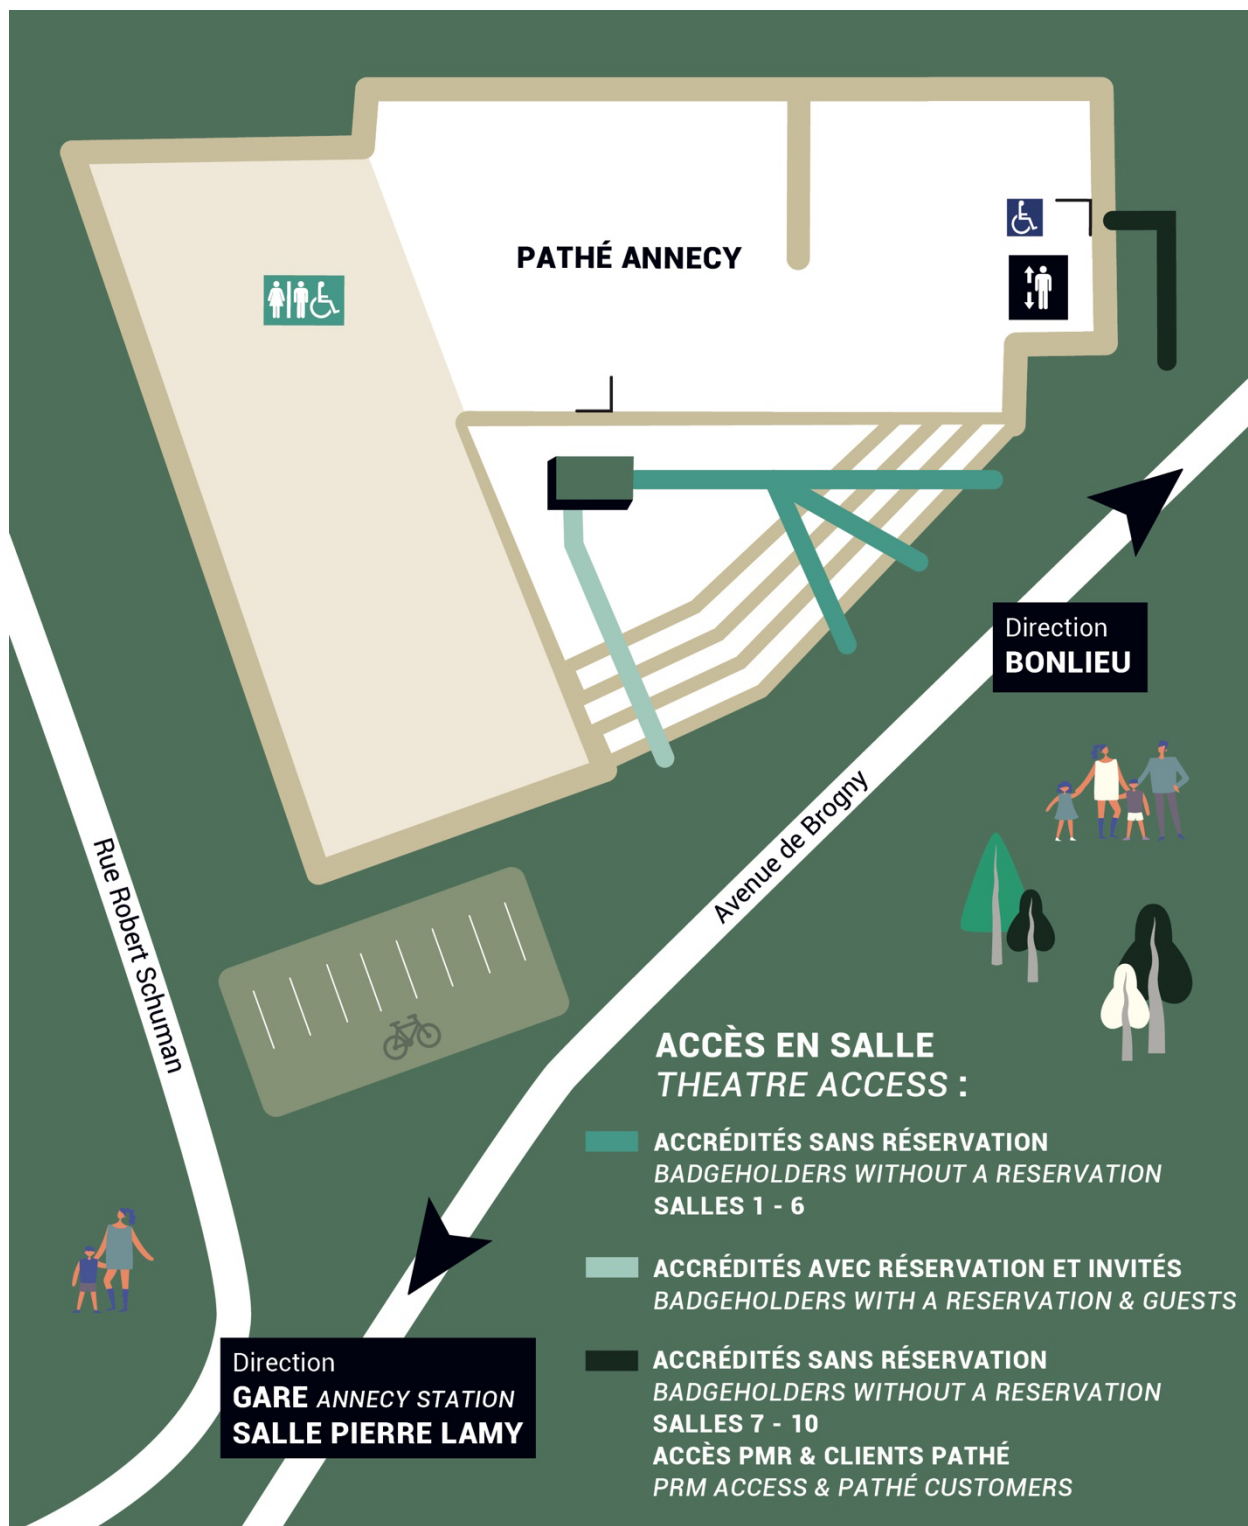 PATHÉ ANNECY
Direction
BONLIEU
Avenue de Brogny
Rue Robert Schuman
ACCÈS EN SALLE
THEATRE ACCESS :
ACCRÉDITÉS SANS RÉSERVATION
BADGEHOLDERS WITHOUT A RESERVATION
SALLES 1 - 6
ACCRÉDITÉS AVEC RÉSERVATION ET INVITÉS
BADGEHOLDERS WITH A RESERVATION & GUESTS
ACCRÉDITÉS SANS RÉSERVATION
BADGEHOLDERS WITHOUT A RESERVATION
SALLES 7 - 10
ACCÈS PMR & CLIENTS PATHÉ
PRM ACCESS & PATHÉ CUSTOMERS
Direction
GARE ANNECY STATION
SALLE PIERRE LAMY